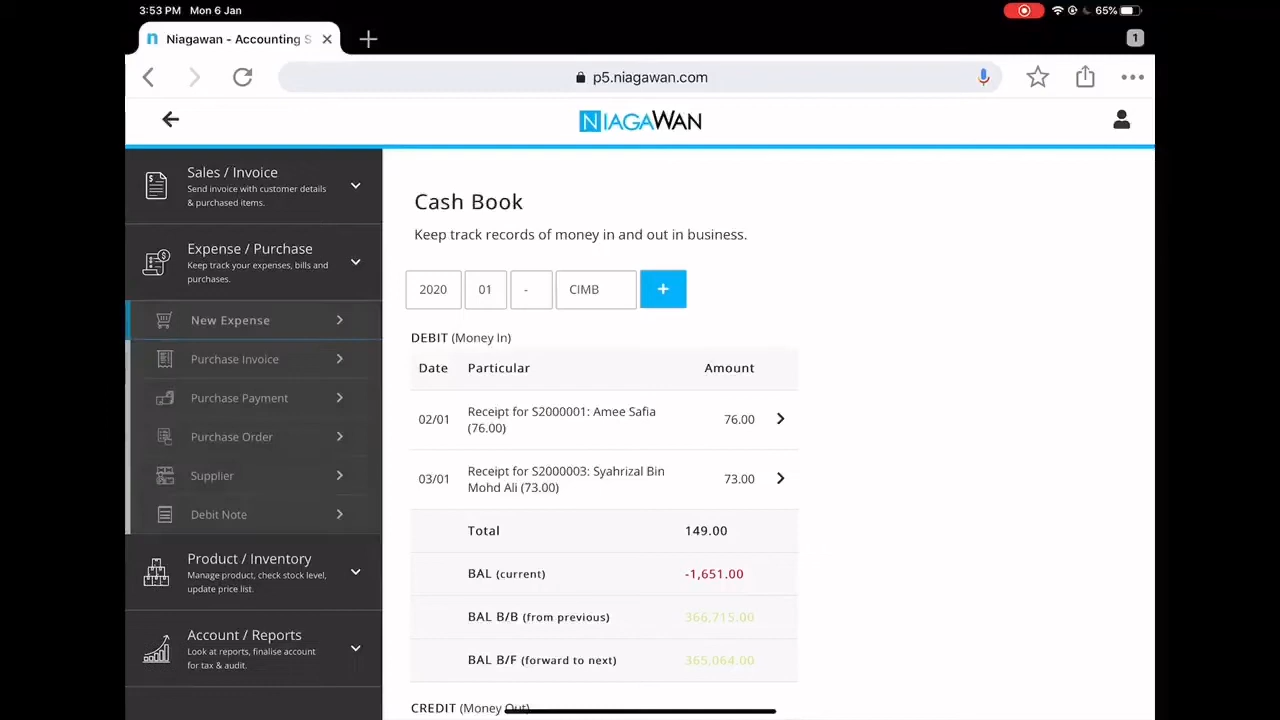 3:53 PM Mon 6 Jan
65%
Niagawan - Accounting S
1
p5.niagawan.com
NIAGAWAN
Sales / Invoice
Send invoice with customer details
& purchased items.
Expense / Purchase
Keep track your expenses, bills and
purchases.
New Expense
Purchase Invoice
Purchase Payment
Purchase Order
Supplier
Debit Note
Product / Inventory
Manage product, check stock level,
update price list.
Account / Reports
Look at reports, finalise account
for tax & audit.
Cash Book
Keep track records of money in and out in business.
2020 01 - CIMB +
DEBIT (Money In)
Date Particular Amount
02/01 Receipt for S2000001: Amee Safia 76.00
(76.00)
03/01 Receipt for S2000003: Syahrizal Bin 73.00
Mohd Ali (73.00)
Total 149.00
BAL (current) -1,651.00
BAL B/B (from previous) 366,715.00
BAL B/F (forward to next) 365,064.00
CREDIT (Money Out)